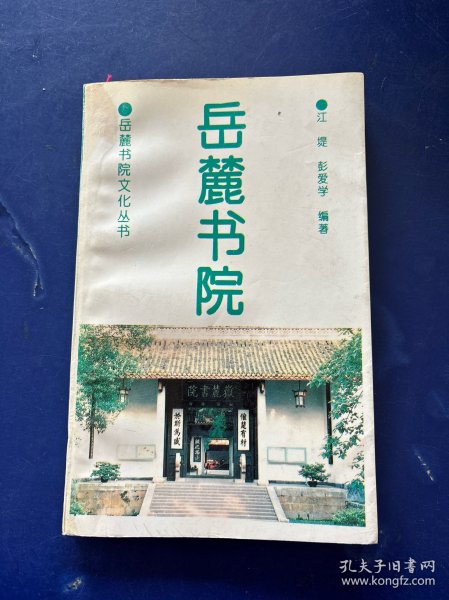 岳麓书院
岳麓书院文化丛书
江堤 彭爱学 编著
院書麓嶽
惟楚有材
於斯為盛
孔夫子旧书网
www.kongfz.com